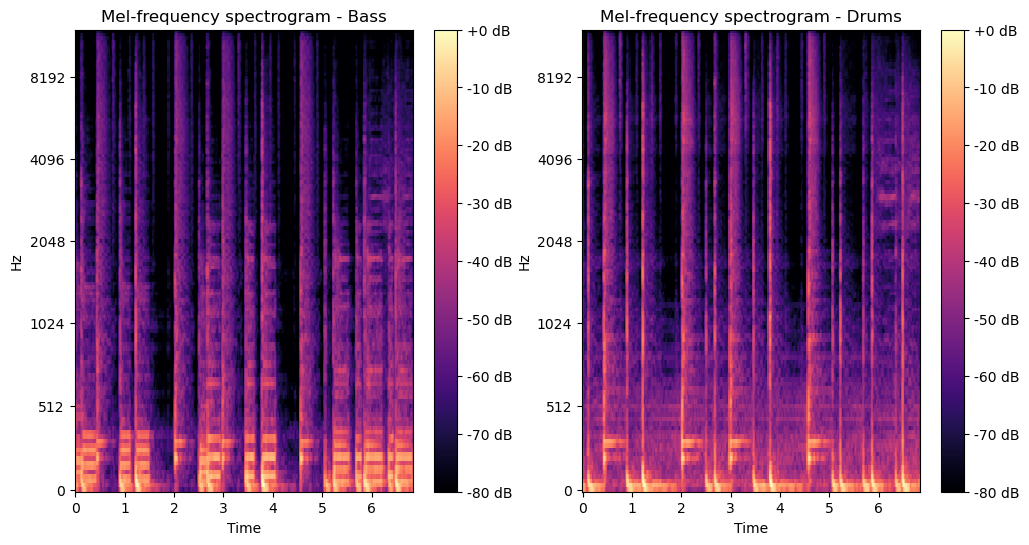 Mel-frequency spectrogram - Bass
Hz
8192
4096
2048
1024
512
0
0 1 2 3 4 5 6
Time
+0 dB
-10 dB
-20 dB
-30 dB
-40 dB
-50 dB
-60 dB
-70 dB
-80 dB
Mel-frequency spectrogram - Drums
Hz
8192
4096
2048
1024
512
0
0 1 2 3 4 5 6
Time
+0 dB
-10 dB
-20 dB
-30 dB
-40 dB
-50 dB
-60 dB
-70 dB
-80 dB